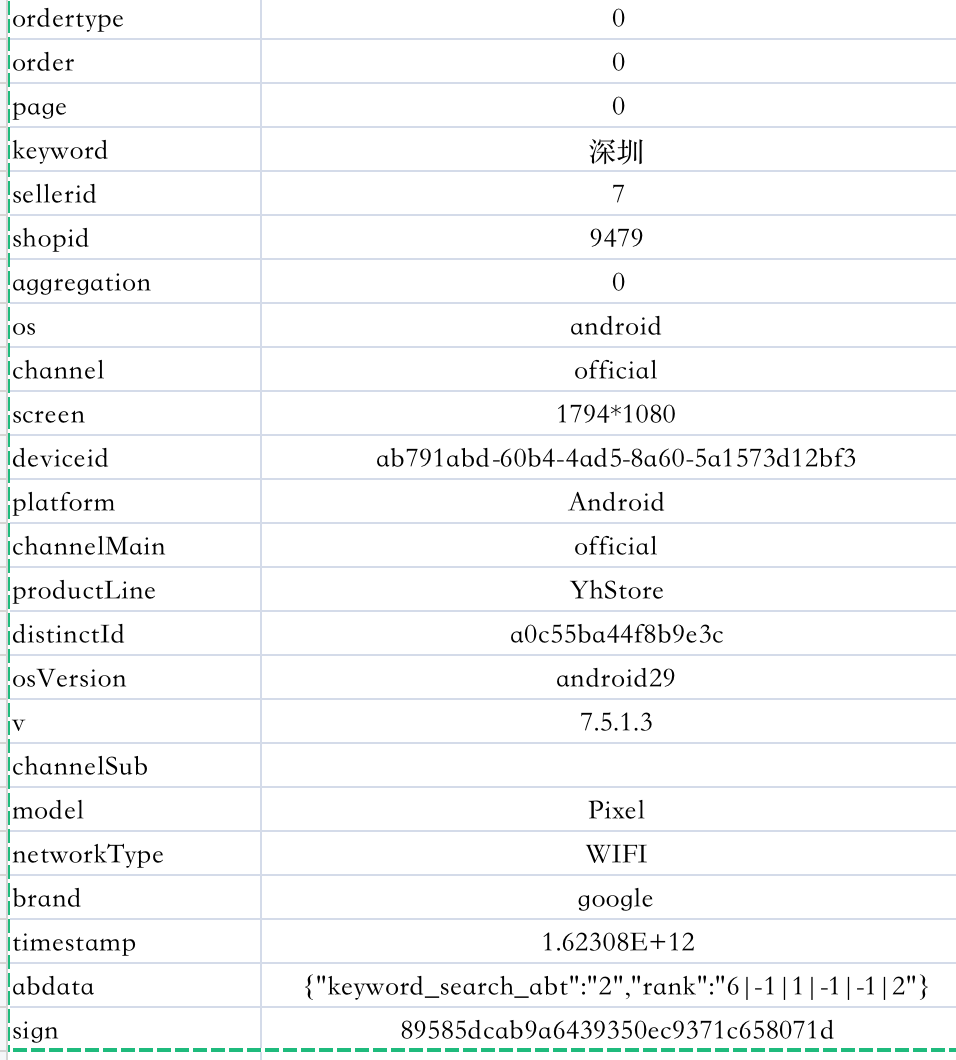 ordertype 0
order 0
page 0
keyword 深圳
sellerid 7
shopid 9479
aggregation 0
os android
channel official
screen 1794*1080
deviceid ab791abd-60b4-4ad5-8a60-5a1573d12bf3
platform Android
channelMain official
productLine YhStore
distinctId a0c55ba44f8b9e3c
osVersion android29
v 7.5.1.3
channelSub
model Pixel
networkType WIFI
brand google
timestamp 1.62308E+12
abdata {"keyword_search_abt":"2","rank":"6|-1|1|-1|-1|2"}
sign 89585dcab9a6439350ec9371c658071d